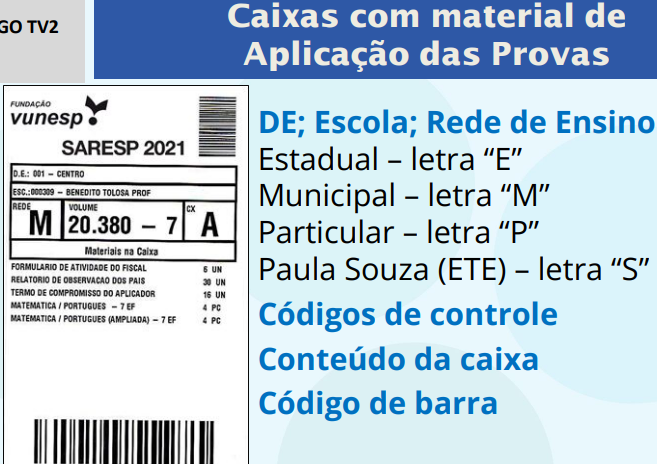 GO TV2
Caixas com material de
Aplicação das Provas
FUNDAÇÃO
vunesp
SARESP 2021
D.E.: 001 - CENTRO
ESC.:000309 - BENEDITO TOLOSA PROF
REDE VOLUME CX
M 20.380 - 7 A
Materiais na Caixa
FORMULARIO DE ATIVIDADE DO FISCAL 6 UN
RELATORIO DE OBSERVACAO DOS PAIS 30 UN
TERMO DE COMPROMISSO DO APLICADOR 16 UN
MATEMATICA / PORTUGUES - 7 EF 4 PC
MATEMATICA / PORTUGUES (AMPLIADA) - 7 EF 4 PC
DE; Escola; Rede de Ensino
Estadual – letra “E”
Municipal – letra “M”
Particular – letra “P”
Paula Souza (ETE) – letra “S”
Códigos de controle
Conteúdo da caixa
Código de barra